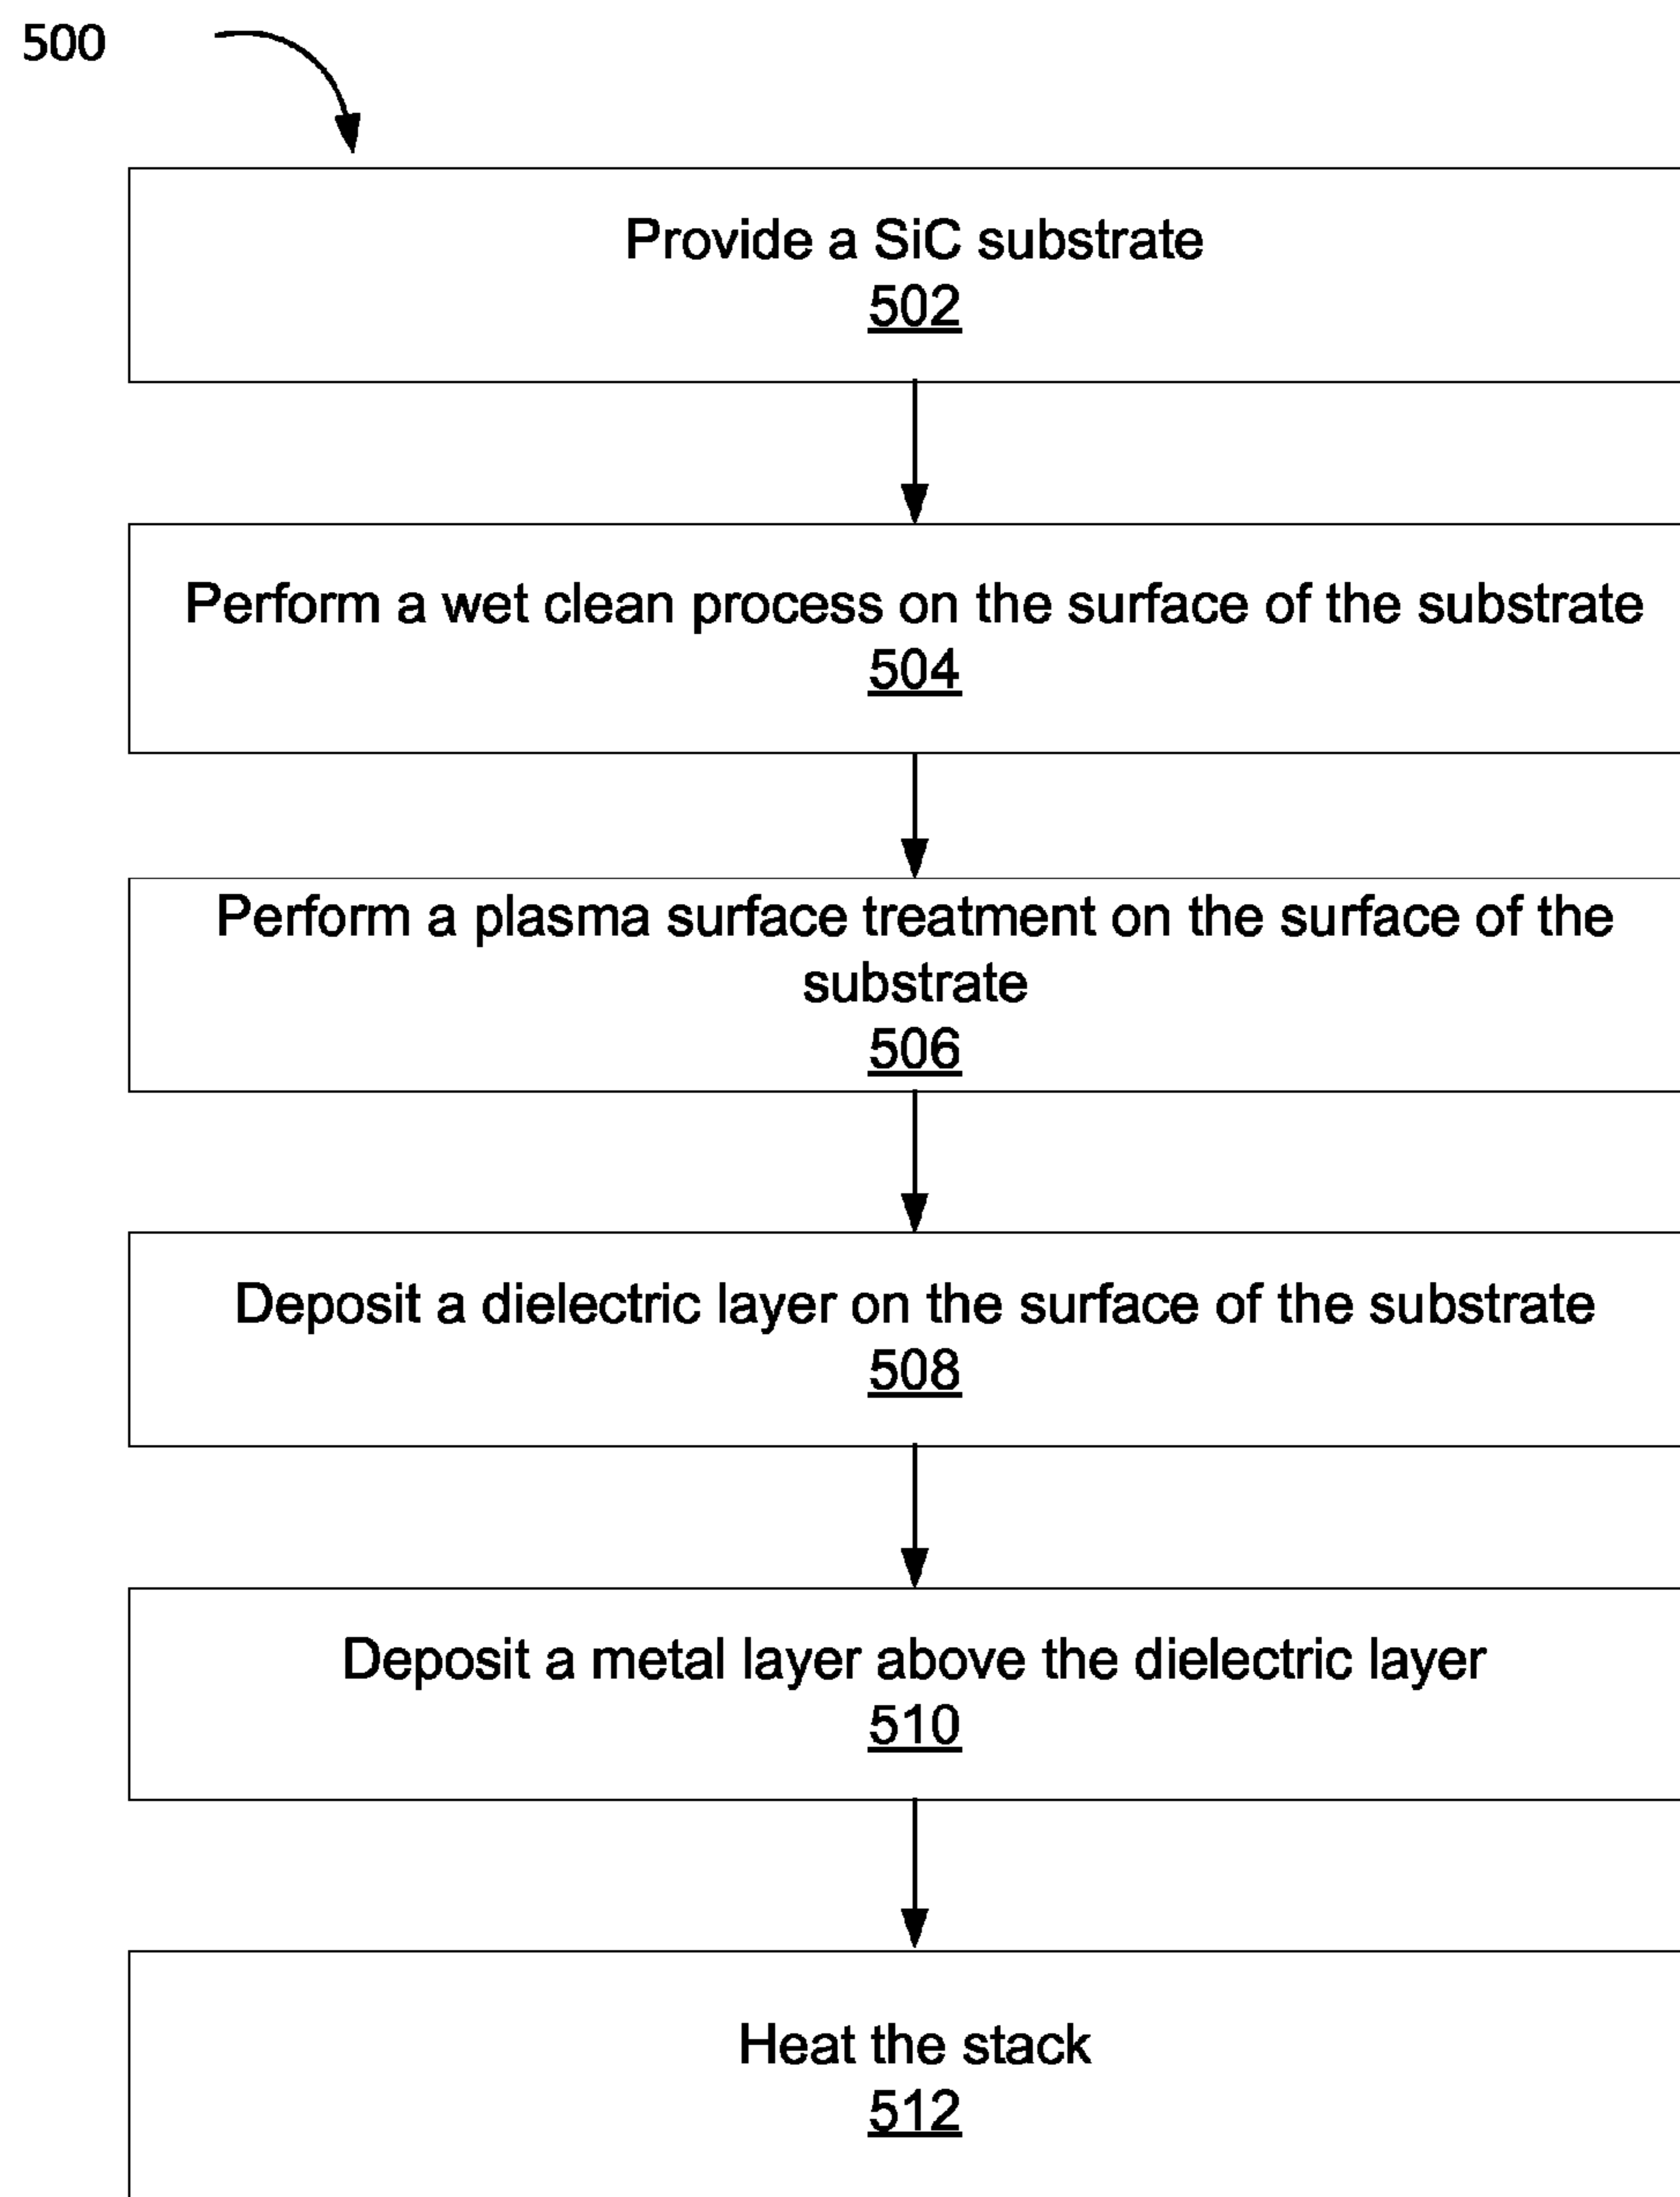 500
Provide a SiC substrate
502
Perform a wet clean process on the surface of the substrate
504
Perform a plasma surface treatment on the surface of the
substrate
506
Deposit a dielectric layer on the surface of the substrate
508
Deposit a metal layer above the dielectric layer
510
Heat the stack
512